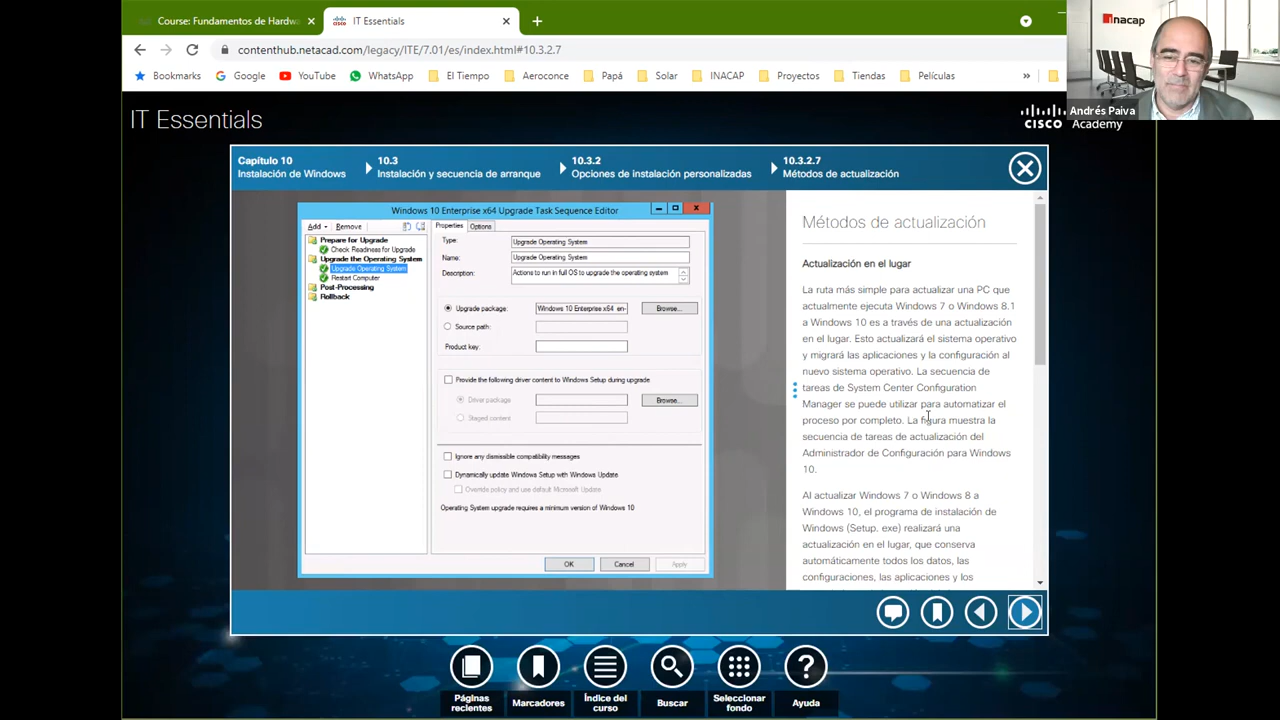 Course: Fundamentos de Hardw
IT Essentials
contenthub.netacad.com/legacy/ITE/7.01/es/index.html#10.3.2.7
Bookmarks
Google
YouTube
WhatsApp
El Tiempo
Aeroconce
Papá
Solar
INACAP
Proyectos
Tiendas
Películas
inacap
Andrés Paiva
IT Essentials
cisco Academy
Capítulo 10
Instalación de Windows
10.3
Instalación y secuencia de arranque
10.3.2
Opciones de instalación personalizadas
10.3.2.7
Métodos de actualización
Windows 10 Enterprise x64 Upgrade Task Sequence Editor
Add
Remove
Prepare for Upgrade
Check Readiness for Upgrade
Upgrade the Operating System
Upgrade Operating System
Restart Computer
Post-Processing
Rollback
Properties
Options
Type:
Upgrade Operating System
Name:
Upgrade Operating System
Description:
Actions to run in full OS to upgrade the operating system
Upgrade package:
Windows 10 Enterprise x64 en-
Browse...
Source path:
Product key:
Provide the following driver content to Windows Setup during upgrade
Driver package
Browse...
Staged content
Ignore any dismissible compatibility messages
Dynamically update Windows Setup with Windows Update
Override policy and use default Microsoft Update
Operating System upgrade requires a minimum version of Windows 10
OK
Cancel
Apply
Métodos de actualización
Actualización en el lugar
La ruta más simple para actualizar una PC que
actualmente ejecuta Windows 7 o Windows 8.1
a Windows 10 es a través de una actualización
en el lugar. Esto actualizará el sistema operativo
y migrará las aplicaciones y la configuración al
nuevo sistema operativo. La secuencia de
tareas de System Center Configuration
Manager se puede utilizar para automatizar el
proceso por completo. La figura muestra la
secuencia de tareas de actualización del
Administrador de Configuración para Windows
10.
Al actualizar Windows 7 o Windows 8 a
Windows 10, el programa de instalación de
Windows (Setup. exe) realizará una
actualización en el lugar, que conserva
automáticamente todos los datos, las
configuraciones, las aplicaciones y los
Páginas
recientes
Marcadores
Índice del
curso
Buscar
Seleccionar
fondo
Ayuda